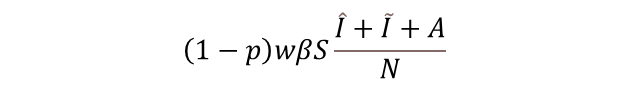 (1 − p)wβS (Î + Ĩ + A)/N